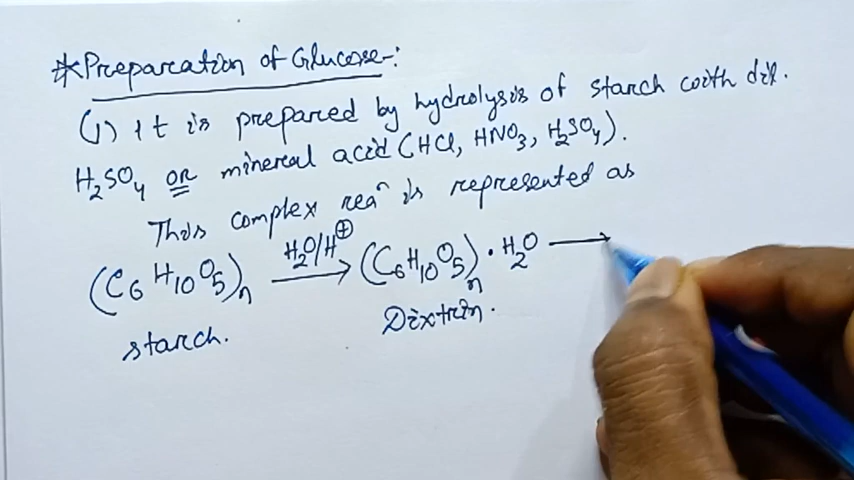 *Preparation of Glucose-:
(1) It is prepared by hydrolysis of starch with dil.
H₂SO₄ or mineral acid (HCl, HNO₃, H₂SO₄).
This complex reaⁿ is represented as
(C₆H₁₀O₅)ₙ H₂O/H⊕ → (C₆H₁₀O₅)ₙ · H₂O →
starch. Dixtrin.